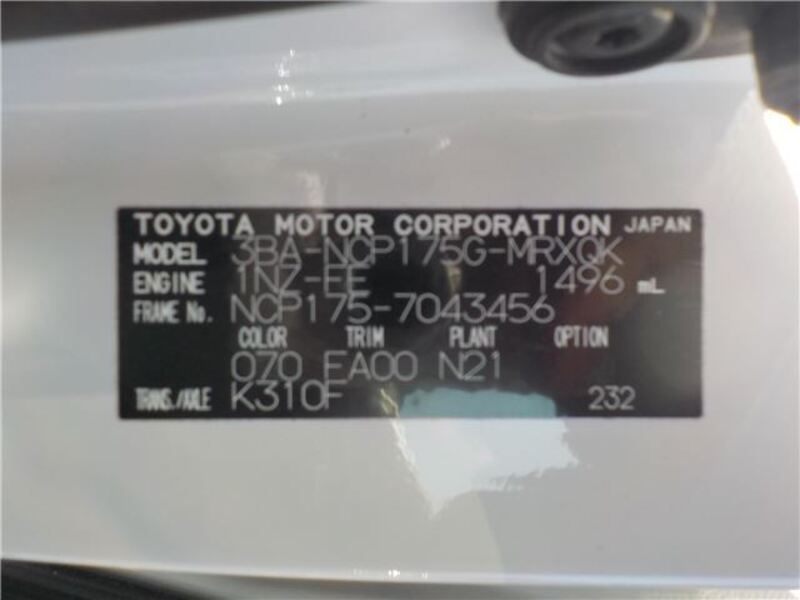 TOYOTA MOTOR CORPORATION JAPAN
MODEL 3BA-NCP175G-MRXQK
ENGINE 1NZ-FE 1496 mL
FRAME No. NCP175-7043456
COLOR TRIM PLANT OPTION
070 FA00 N21
TRANS./AXLE K310F 232